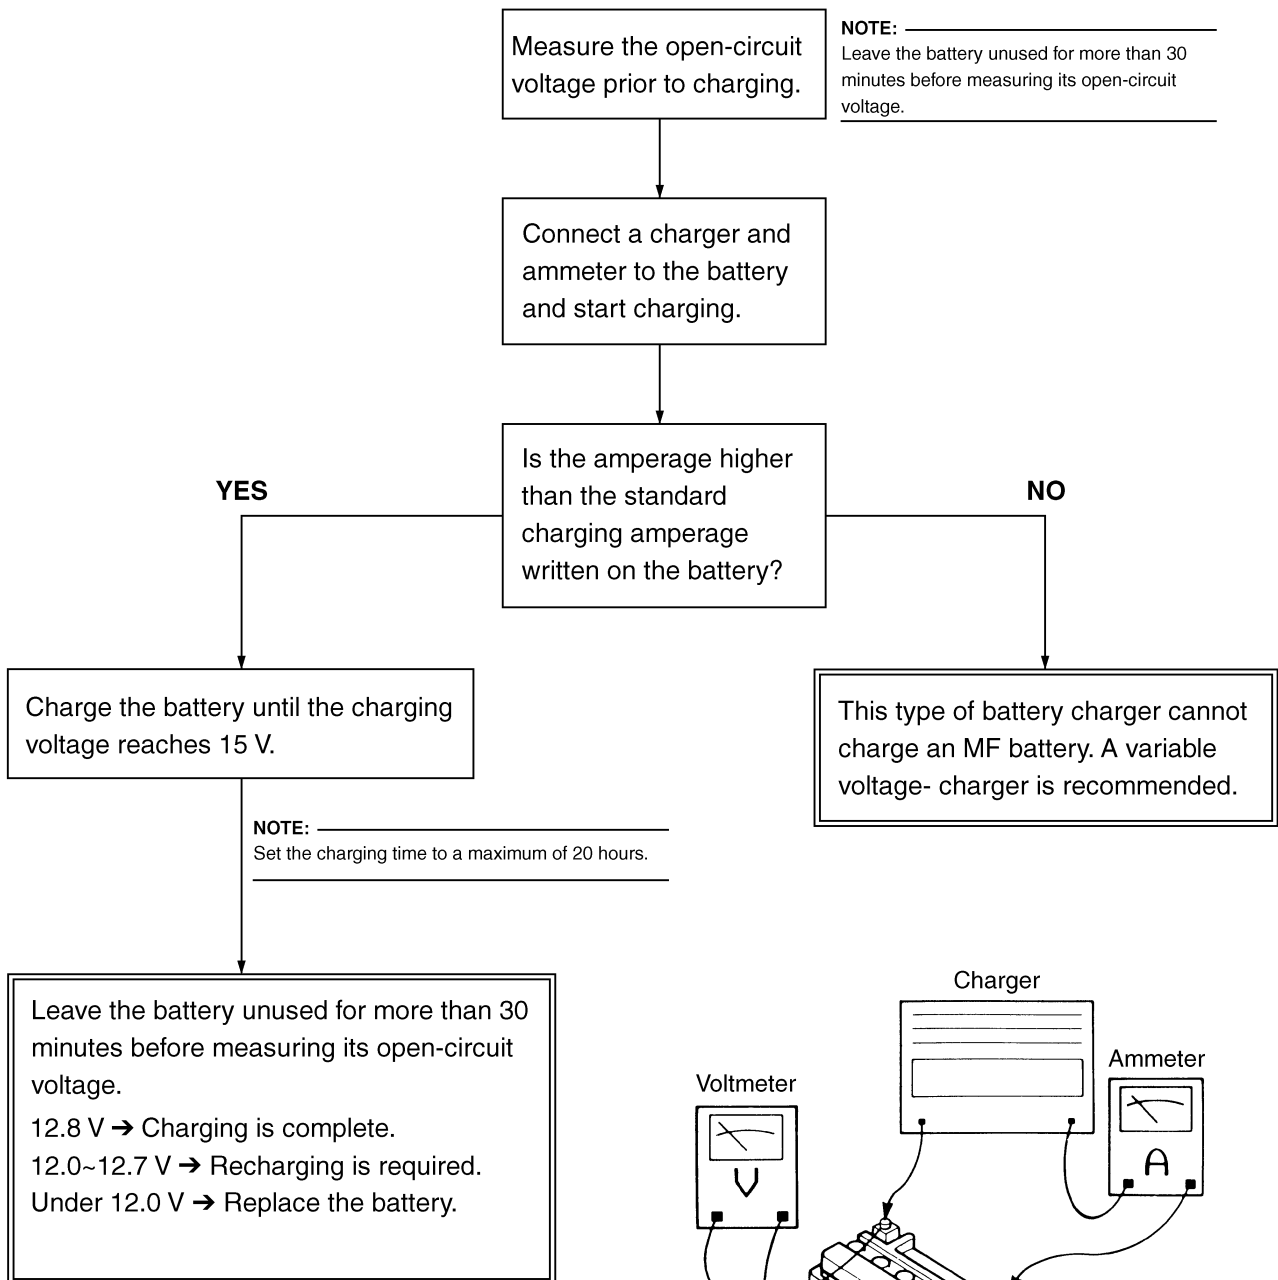 Measure the open-circuit
voltage prior to charging.
NOTE:
Leave the battery unused for more than 30
minutes before measuring its open-circuit
voltage.
Connect a charger and
ammeter to the battery
and start charging.
Is the amperage higher
than the standard
charging amperage
written on the battery?
YES
NO
Charge the battery until the charging
voltage reaches 15 V.
This type of battery charger cannot
charge an MF battery. A variable
voltage- charger is recommended.
NOTE:
Set the charging time to a maximum of 20 hours.
Leave the battery unused for more than 30
minutes before measuring its open-circuit
voltage.
12.8 V ➔ Charging is complete.
12.0~12.7 V ➔ Recharging is required.
Under 12.0 V ➔ Replace the battery.
Charger
Ammeter
Voltmeter
V
A